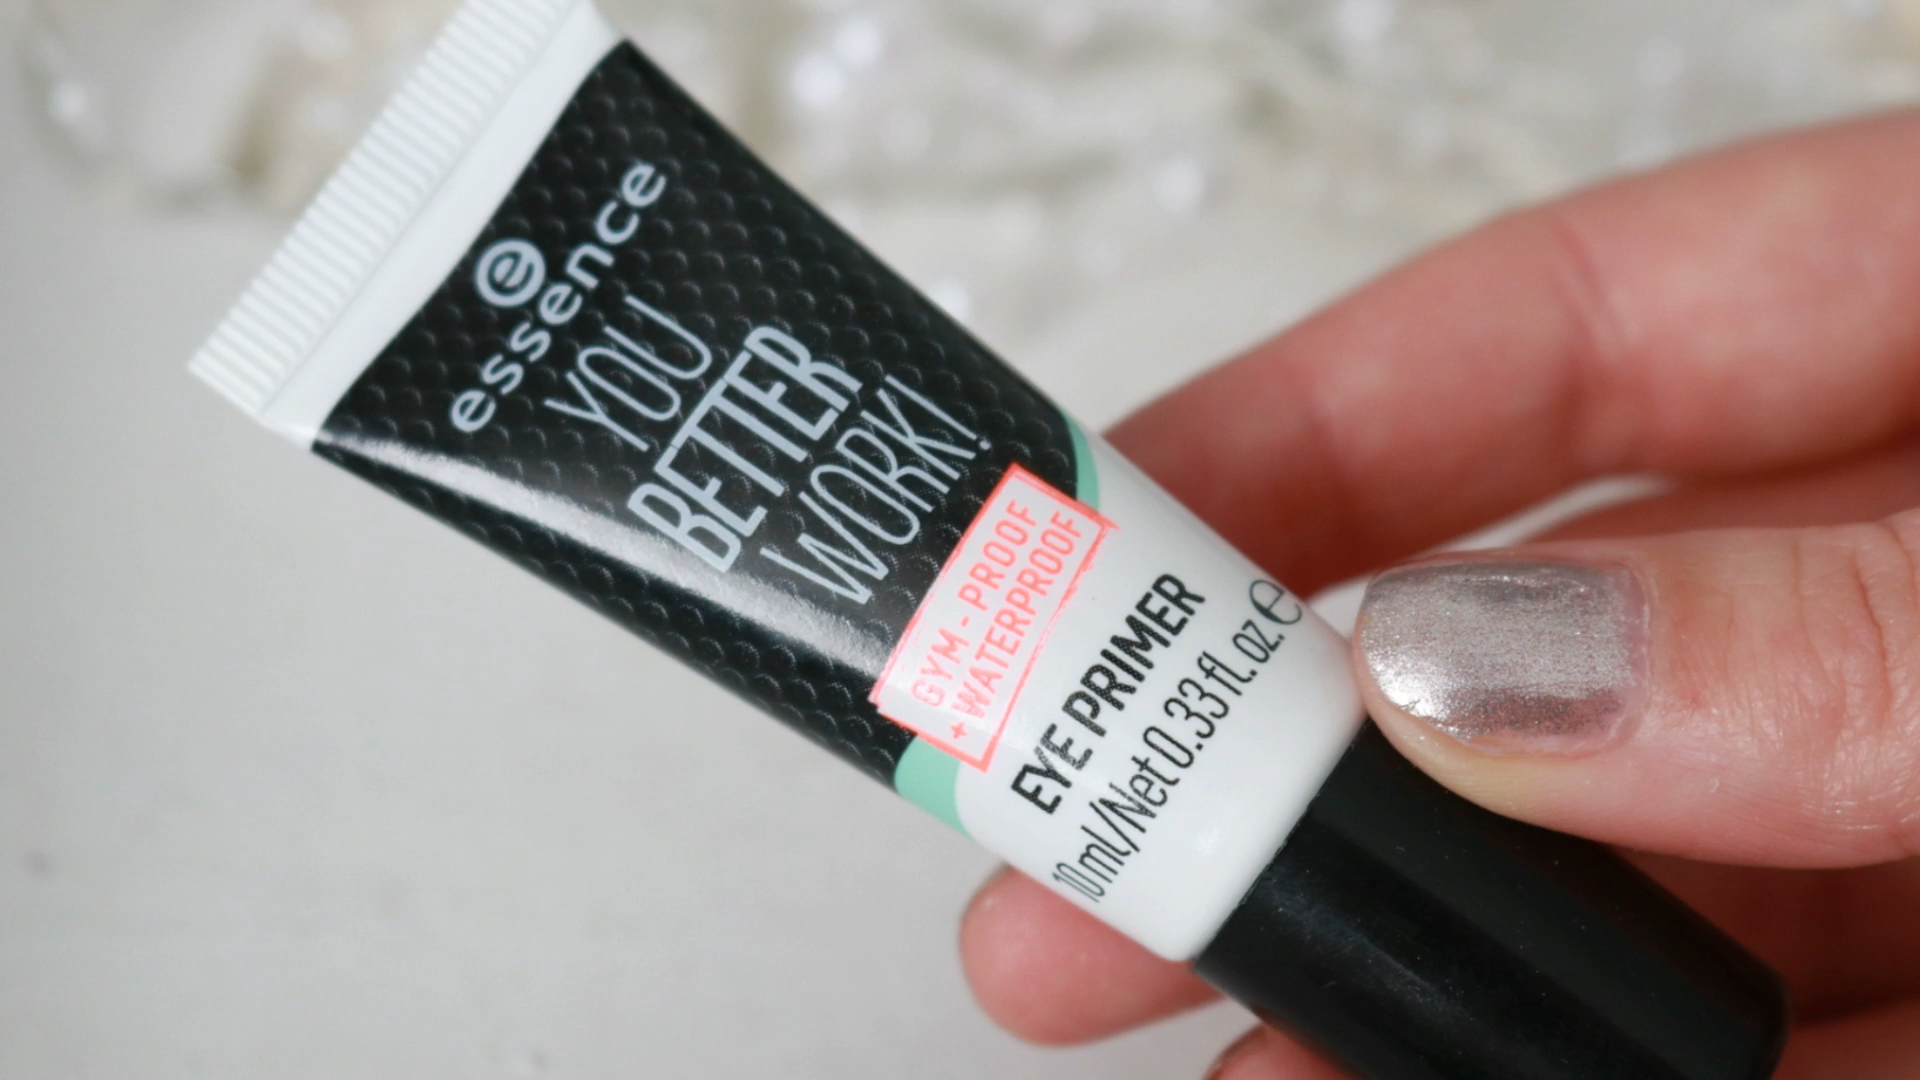 e
essence
YOU
BETTER
WORK!
GYM - PROOF
+ WATERPROOF
EYE PRIMER
10 ml/Net 0.33 fl. oz. e